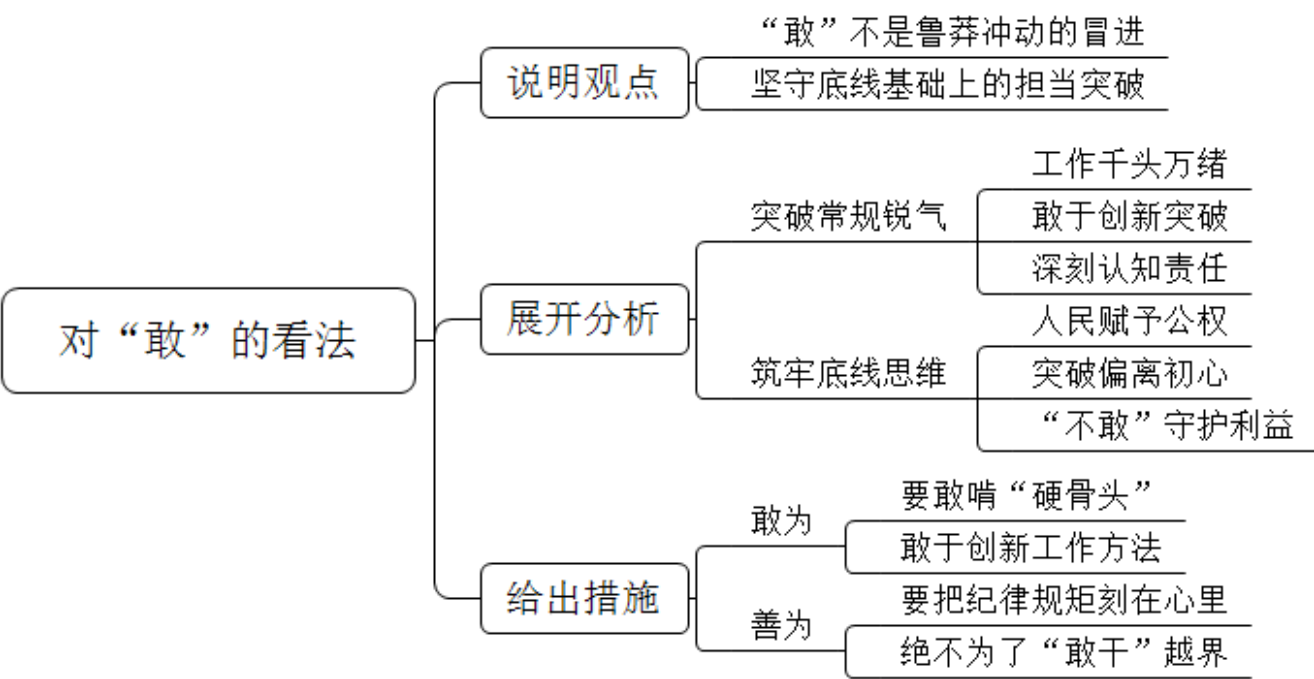 对“敢”的看法
说明观点
“敢”不是鲁莽冲动的冒进
坚守底线基础上的担当突破
展开分析
突破常规锐气
工作千头万绪
敢于创新突破
深刻认知责任
筑牢底线思维
人民赋予公权
突破偏离初心
“不敢”守护利益
给出措施
敢为
要敢啃“硬骨头”
敢于创新工作方法
善为
要把纪律规矩刻在心里
绝不为了“敢干”越界